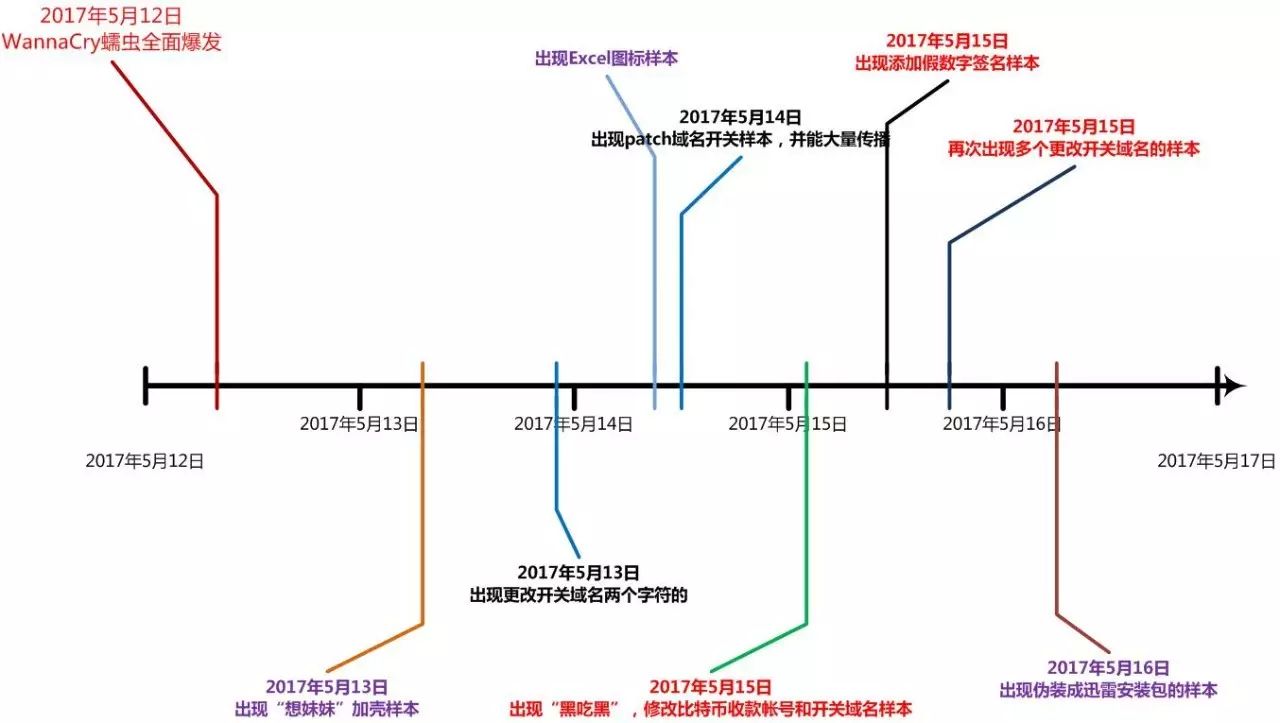 2017年5月12日
WannaCry蠕虫全面爆发
出现Excel图标样本
2017年5月14日
出现patch域名开关样本，并能大量传播
2017年5月15日
出现添加假数字签名样本
2017年5月15日
再次出现多个更改开关域名的样本
2017年5月13日
2017年5月14日
2017年5月15日
2017年5月16日
2017年5月12日
2017年5月17日
2017年5月13日
出现更改开关域名两个字符的
2017年5月13日
出现“想妹妹”加壳样本
2017年5月15日
出现“黑吃黑”，修改比特币收款帐号和开关域名样本
2017年5月16日
出现伪装成迅雷安装包的样本